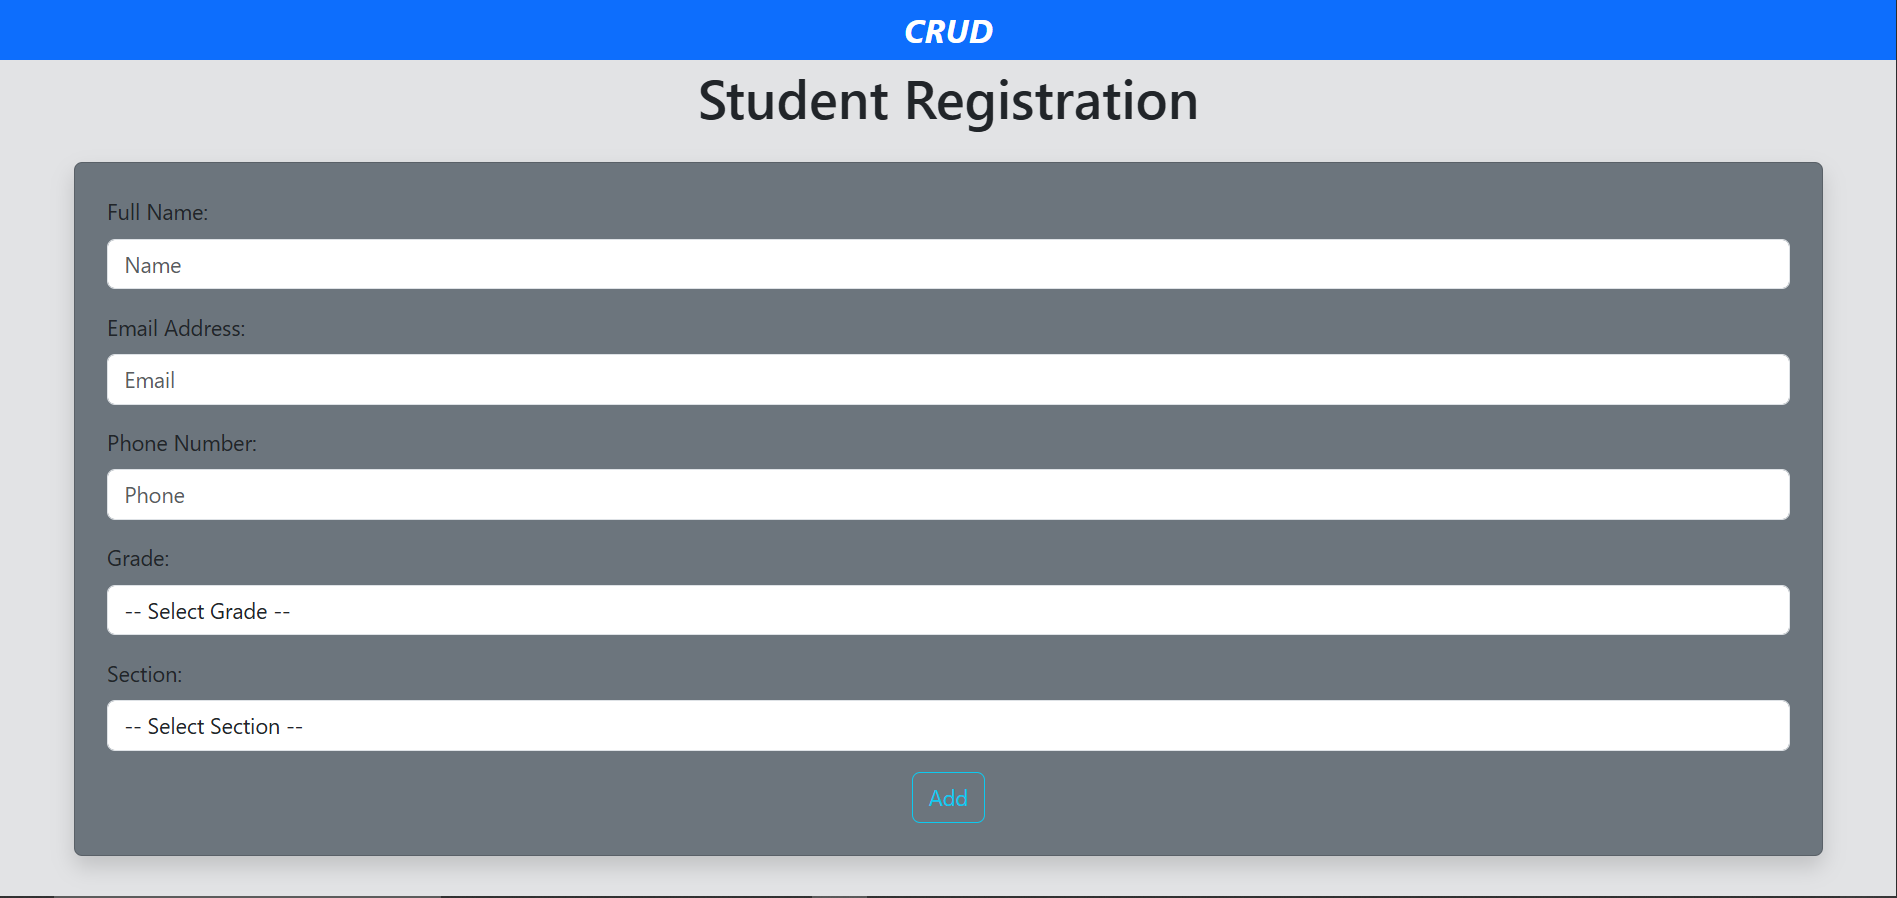 CRUD
Student Registration
Full Name:
Name
Email Address:
Email
Phone Number:
Phone
Grade:
-- Select Grade --
Section:
-- Select Section --
Add